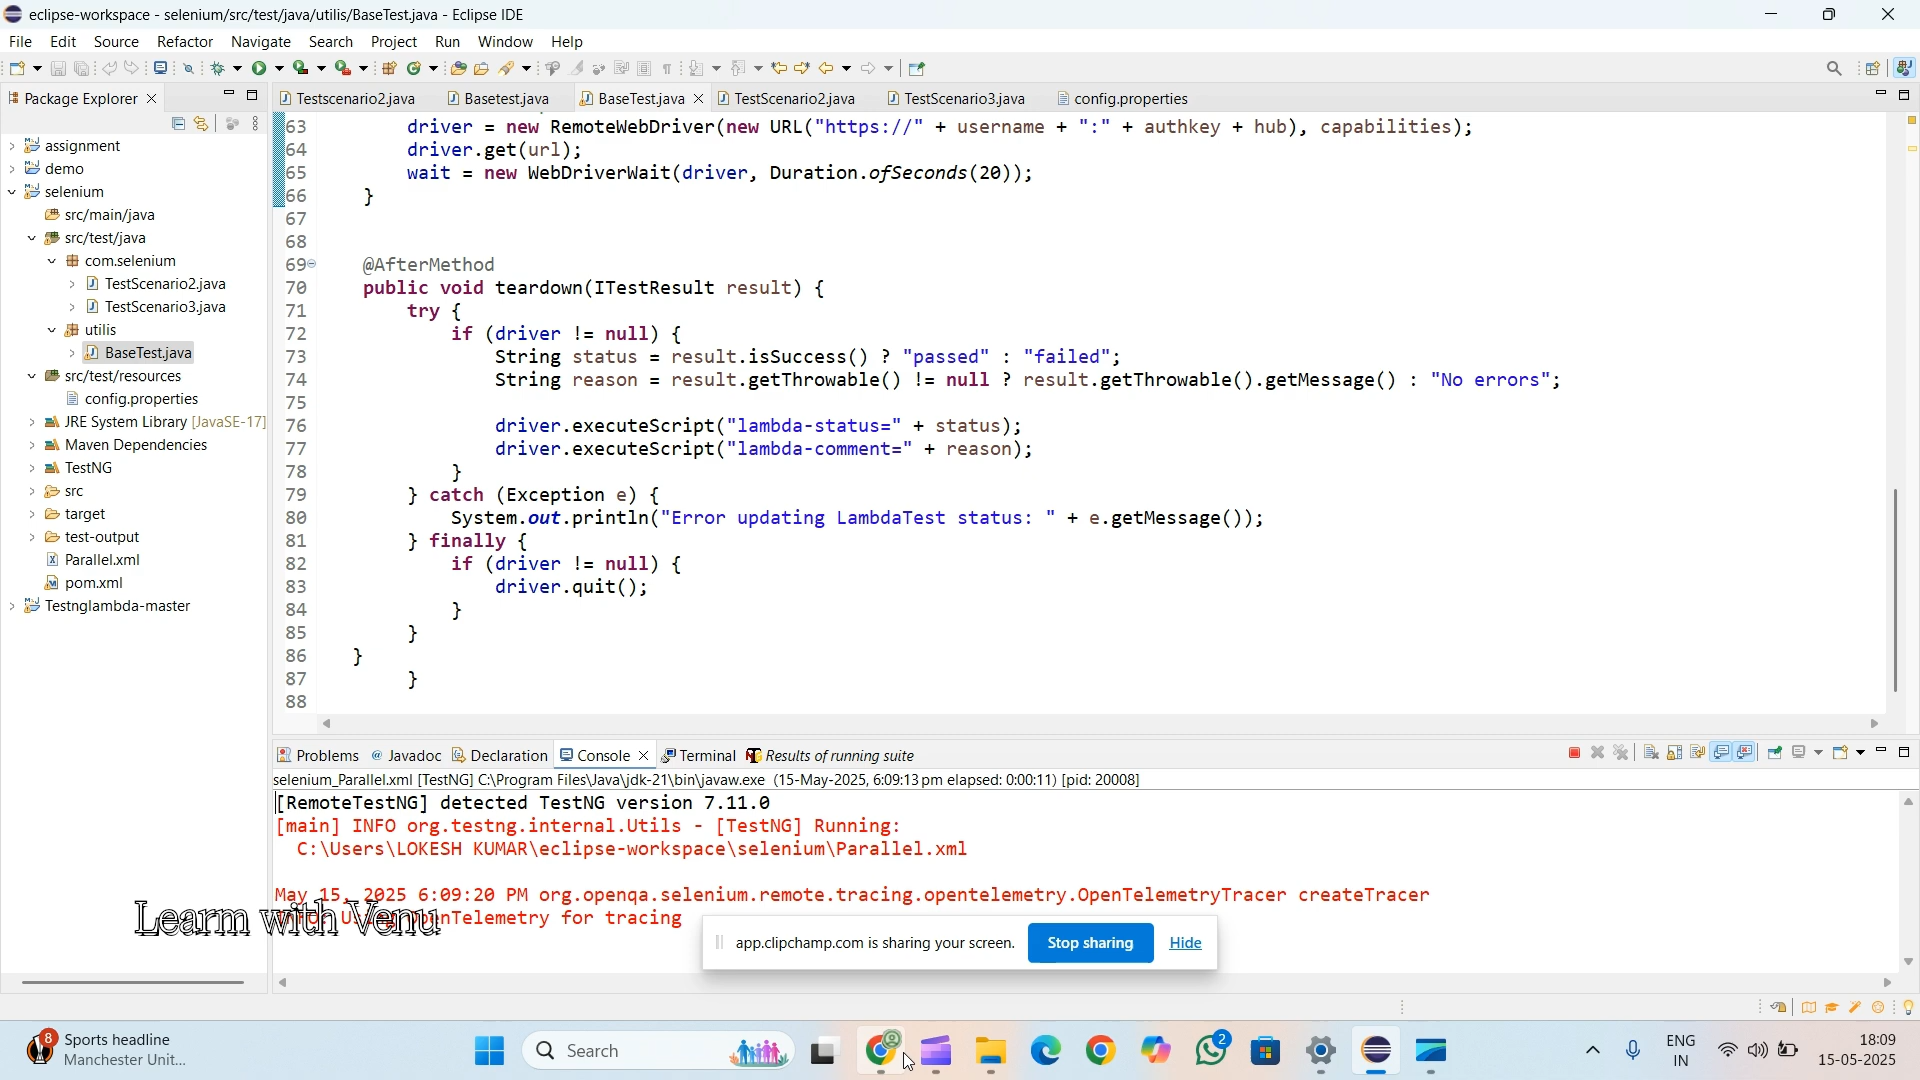 eclipse-workspace - selenium/src/test/java/utilis/BaseTest.java - Eclipse IDE
File Edit Source Refactor Navigate Search Project Run Window Help
Package Explorer
Testscenario2.java Basetest.java BaseTest.java TestScenario2.java TestScenario3.java config.properties
assignment
demo
selenium
src/main/java
src/test/java
com.selenium
TestScenario2.java
TestScenario3.java
utilis
BaseTest.java
src/test/resources
config.properties
JRE System Library [JavaSE-17]
Maven Dependencies
TestNG
src
target
test-output
Parallel.xml
pom.xml
Testnglambda-master
63 driver = new RemoteWebDriver(new URL("https://" + username + ":" + authkey + hub), capabilities);
64 driver.get(url);
65 wait = new WebDriverWait(driver, Duration.ofSeconds(20));
66 }
67
68
69 @AfterMethod
70 public void teardown(ITestResult result) {
71 try {
72 if (driver != null) {
73 String status = result.isSuccess() ? "passed" : "failed";
74 String reason = result.getThrowable() != null ? result.getThrowable().getMessage() : "No errors";
75
76 driver.executeScript("lambda-status=" + status);
77 driver.executeScript("lambda-comment=" + reason);
78 }
79 } catch (Exception e) {
80 System.out.println("Error updating LambdaTest status: " + e.getMessage());
81 } finally {
82 if (driver != null) {
83 driver.quit();
84 }
85 }
86 }
87 }
88
Problems Javadoc Declaration Console Terminal Results of running suite
selenium_Parallel.xml [TestNG] C:\Program Files\Java\jdk-21\bin\javaw.exe (15-May-2025, 6:09:13 pm elapsed: 0:00:11) [pid: 20008]
[RemoteTestNG] detected TestNG version 7.11.0
[main] INFO org.testng.internal.Utils - [TestNG] Running:
C:\Users\LOKESH KUMAR\eclipse-workspace\selenium\Parallel.xml
May 15, 2025 6:09:20 PM org.openqa.selenium.remote.tracing.opentelemetry.OpenTelemetryTracer createTracer
INFO: Using OpenTelemetry for tracing
Learm with Venu
app.clipchamp.com is sharing your screen. Stop sharing Hide
8
Sports headline
Manchester Unit...
Search
2
ENG
IN
18:09
15-05-2025